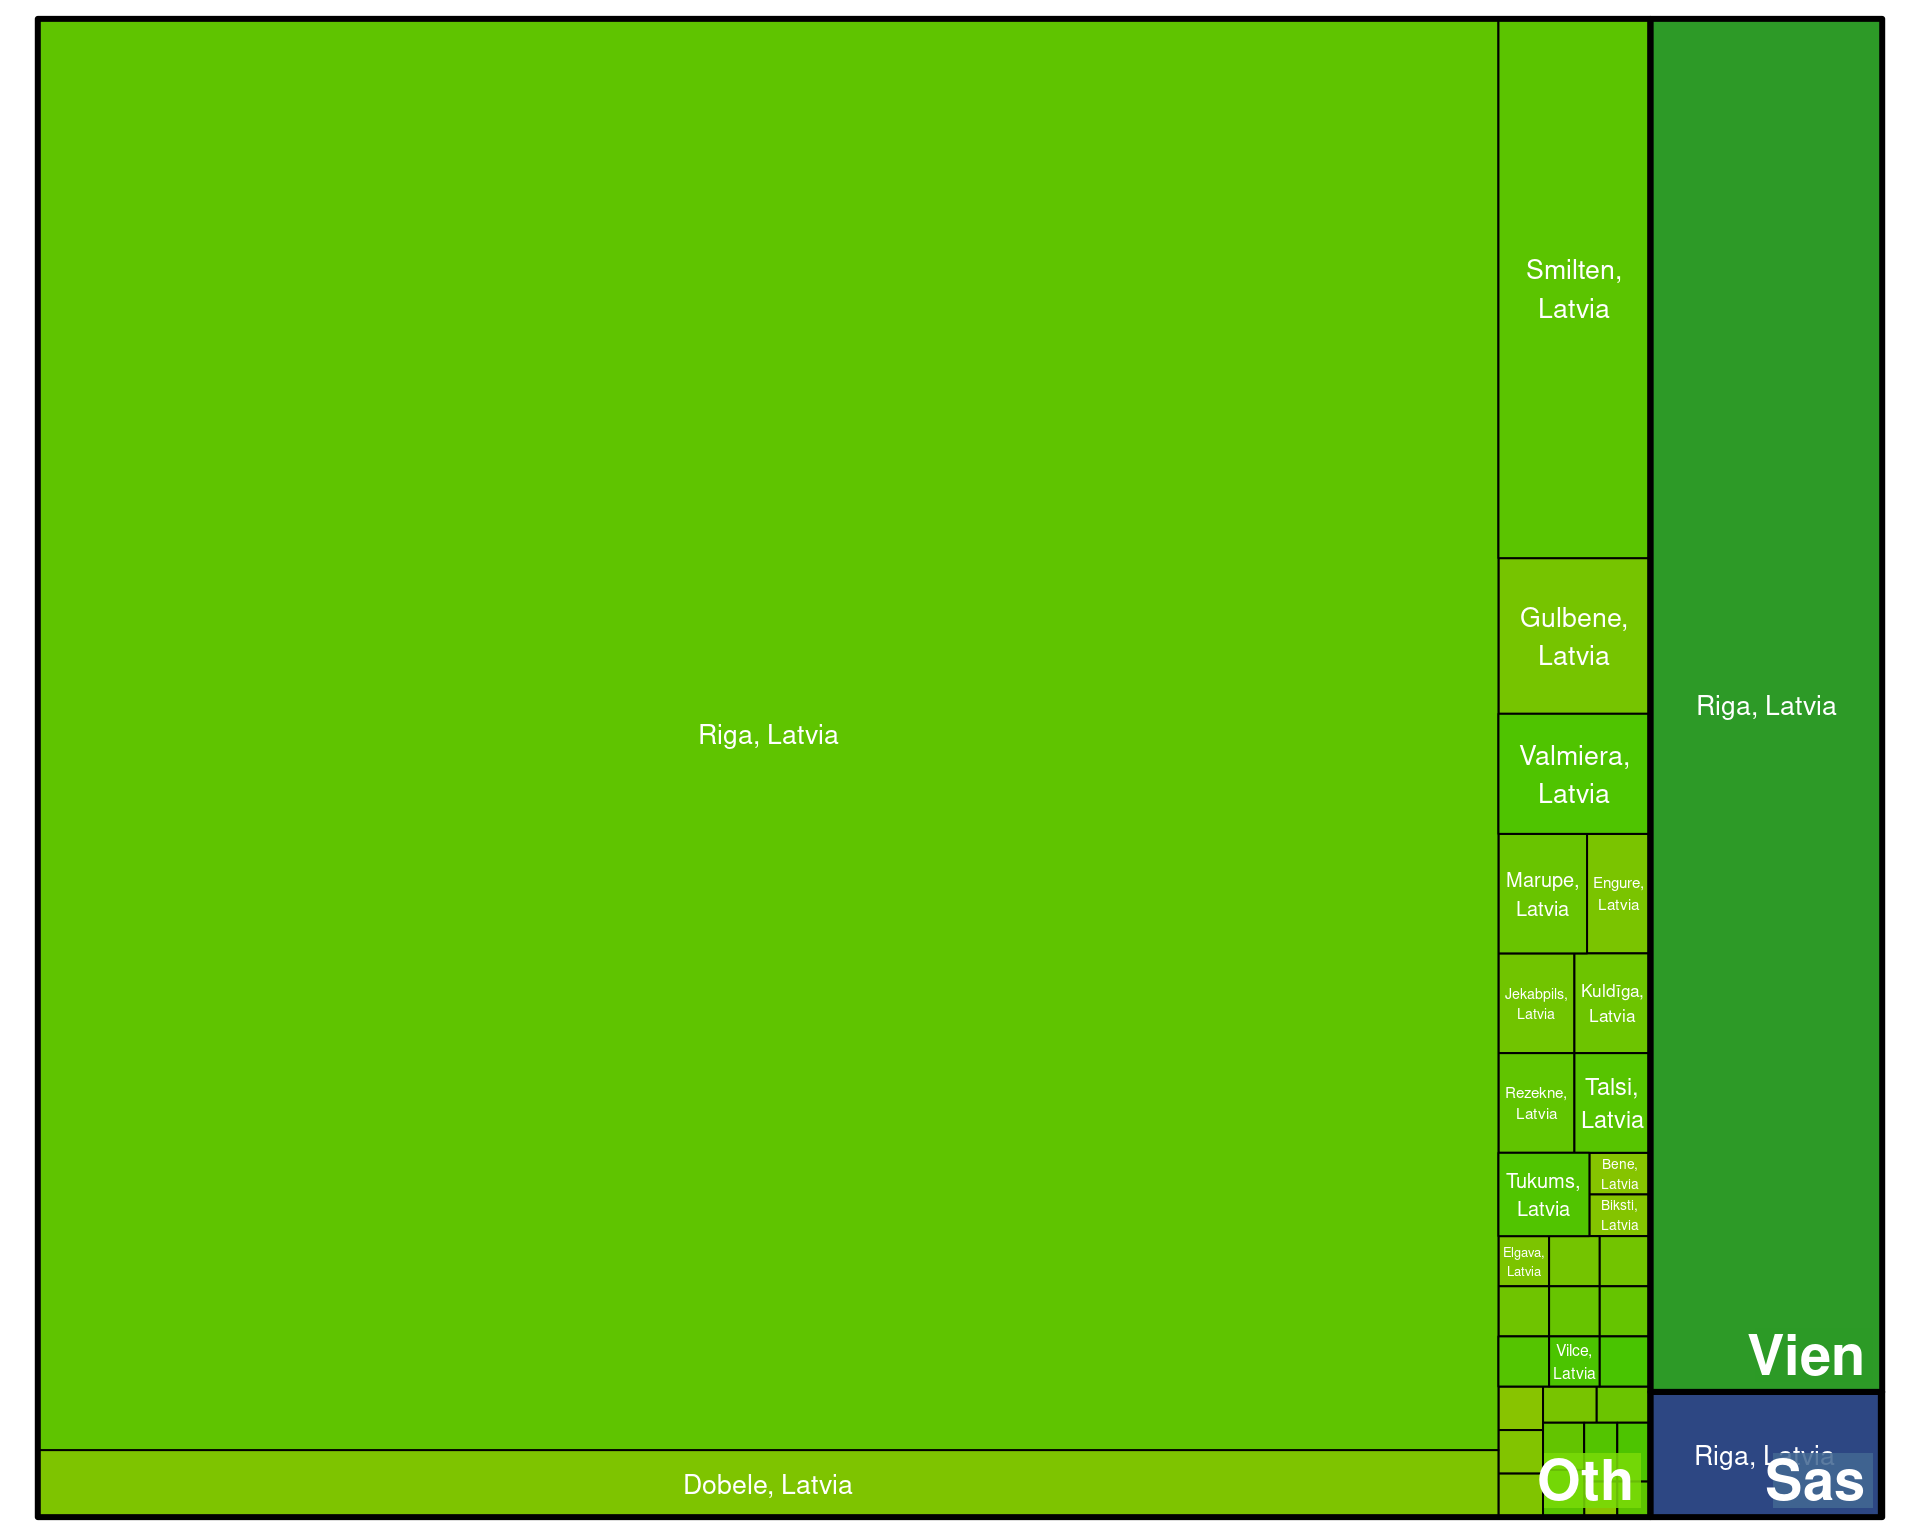 Riga, Latvia
Dobele, Latvia
Smilten,
Latvia
Gulbene,
Latvia
Valmiera,
Latvia
Marupe,
Latvia
Engure,
Latvia
Jekabpils,
Latvia
Kuldīga,
Latvia
Rezekne,
Latvia
Talsi,
Latvia
Tukums,
Latvia
Bene,
Latvia
Biksti,
Latvia
Elgava,
Latvia
Vilce,
Latvia
Oth
Riga, Latvia
Vien
Riga, Latvia
Sas